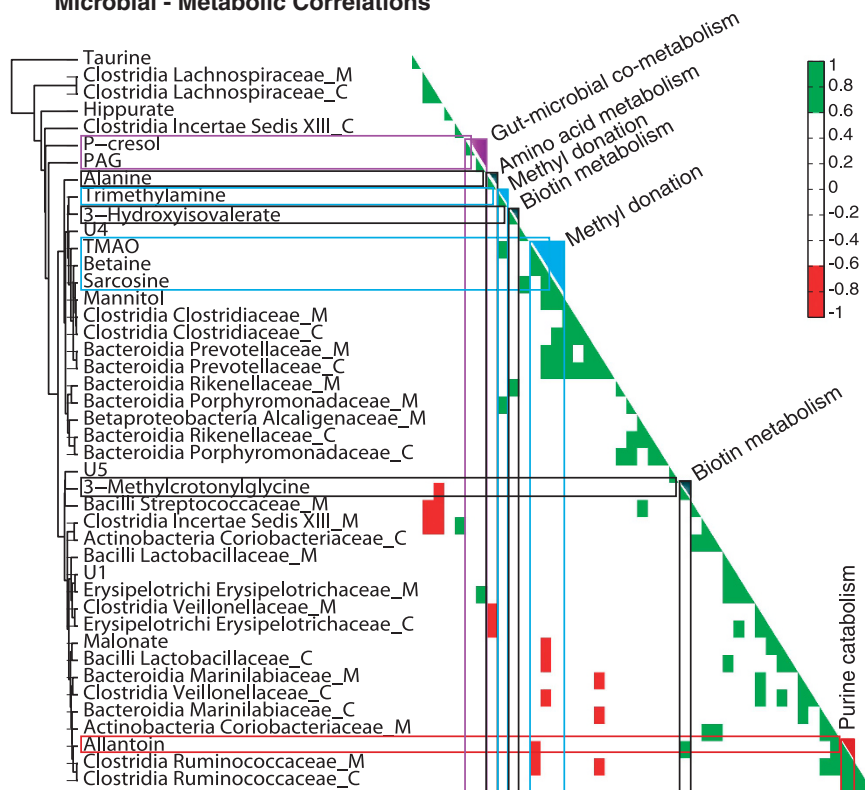 Microbial - Metabolic Correlations
Taurine
Clostridia Lachnospiraceae_M
Clostridia Lachnospiraceae_C
Hippurate
Clostridia Incertae Sedis XIII_C
P–cresol
PAG
Alanine
Trimethylamine
3–Hydroxyisovalerate
U4
TMAO
Betaine
Sarcosine
Mannitol
Clostridia Clostridiaceae_M
Clostridia Clostridiaceae_C
Bacteroidia Prevotellaceae_M
Bacteroidia Prevotellaceae_C
Bacteroidia Rikenellaceae_M
Bacteroidia Porphyromonadaceae_M
Betaproteobacteria Alcaligenaceae_M
Bacteroidia Rikenellaceae_C
Bacteroidia Porphyromonadaceae_C
U5
3–Methylcrotonylglycine
Bacilli Streptococcaceae_M
Clostridia Incertae Sedis XIII_M
Actinobacteria Coriobacteriaceae_C
Bacilli Lactobacillaceae_M
U1
Erysipelotrichi Erysipelotrichaceae_M
Clostridia Veillonellaceae_M
Erysipelotrichi Erysipelotrichaceae_C
Malonate
Bacilli Lactobacillaceae_C
Bacteroidia Marinilabiaceae_M
Clostridia Veillonellaceae_C
Bacteroidia Marinilabiaceae_C
Actinobacteria Coriobacteriaceae_M
Allantoin
Clostridia Ruminococcaceae_M
Clostridia Ruminococcaceae_C
Gut-microbial co-metabolism
Amino acid metabolism
Methyl donation
Biotin metabolism
Methyl donation
Biotin metabolism
Purine catabolism
1
0.8
0.6
0.4
0.2
0
-0.2
-0.4
-0.6
-0.8
-1